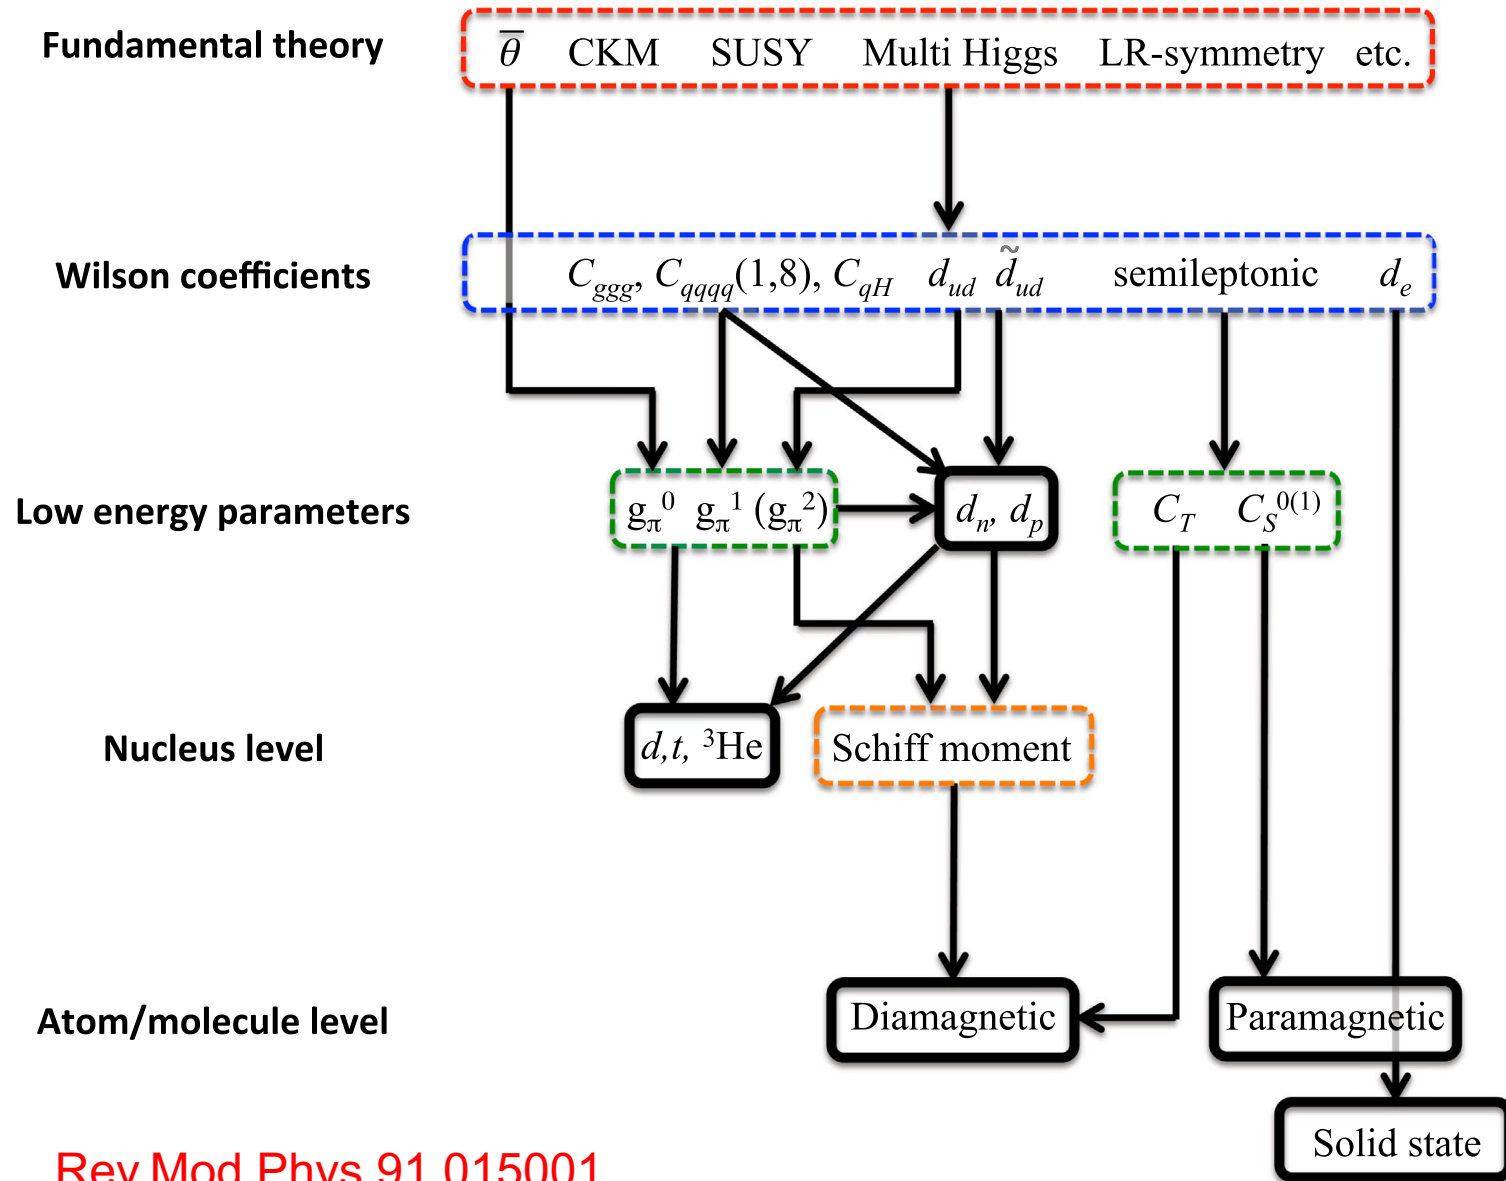 Fundamental theory θ̅ CKM SUSY Multi Higgs LR-symmetry etc.
Wilson coefficients C_ggg, C_qqqq(1,8), C_qH d_ud d̃_ud semileptonic d_e
Low energy parameters g_π^0 g_π^1 (g_π^2) d_n, d_p C_T C_S^0(1)
Nucleus level d,t, ³He Schiff moment
Atom/molecule level Diamagnetic Paramagnetic
Solid state
Rev.Mod.Phys.91.015001